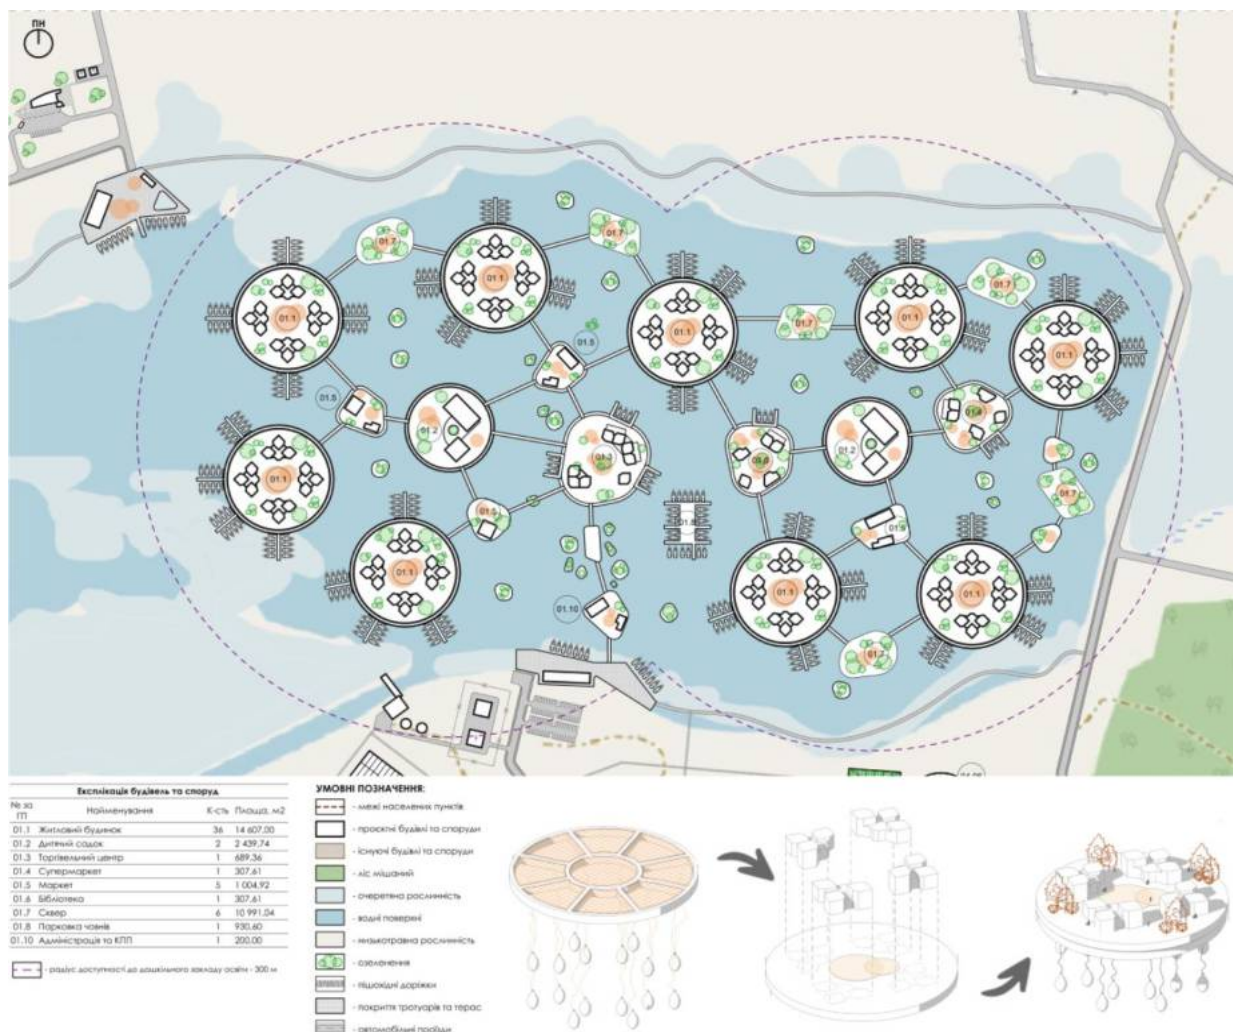 ПН
01.7
01.7
01.1
01.1
01.7
01.1
01.7
01.1
01.1
01.5
01.1
01.5
01.2
01.3
01.4
01.2
01.6
01.1
01.7
01.5
01.8
01.5
01.1
01.1
01.1
01.10
01.7
Експлікація будівель та споруд
№ за ГП Найменування К-сть Площа, м2
01.1 Житловий будинок 36 14 607,00
01.2 Дитячий садок 2 2 439,74
01.3 Торгівельний центр 1 689,36
01.4 Супермаркет 1 307,61
01.5 Маркет 5 1 004,92
01.6 Бібліотека 1 307,61
01.7 Сквер 6 10 991,04
01.8 Парковка човнів 1 930,60
01.10 Адміністрація та КПП 1 200,00
- радіус доступності до дошкільного закладу освіти - 300 м
УМОВНІ ПОЗНАЧЕННЯ:
- межі населених пунктів
- проєктні будівлі та споруди
- існуючі будівлі та споруди
- ліс мішаний
- очеретяна рослинність
- водні поверхні
- низькотравна рослинність
- озеленення
- пішохідні доріжки
- покриття тротуарів та терас
- автомобільні проїзди